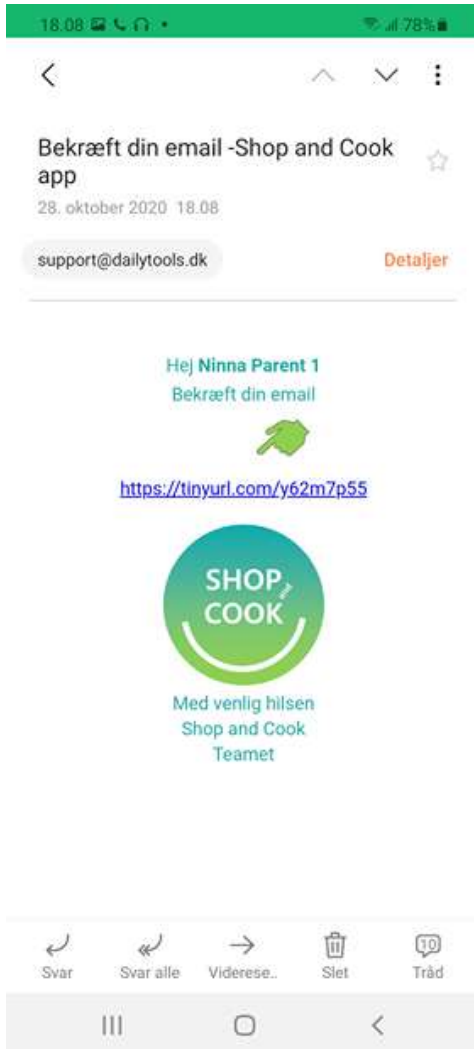 18.08 78%
Bekræft din email -Shop and Cook
app
28. oktober 2020 18.08
support@dailytools.dk Detaljer
Hej Ninna Parent 1
Bekræft din email
https://tinyurl.com/y62m7p55
SHOP and
COOK
Med venlig hilsen
Shop and Cook
Teamet
Svar Svar alle Viderese.. Slet 10 Tråd